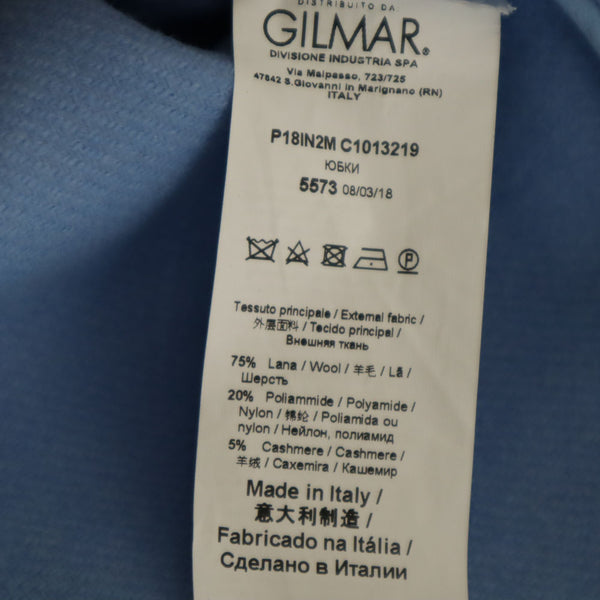 DISTRIBUITO DA
GILMAR®
DIVISIONE INDUSTRIA SPA
Via Malpasso, 723/725
47842 S.Giovanni in Marignano (RN)
ITALY
P18IN2M C1013219
ЮБКИ
5573 08/03/18
P
Tessuto principale / External fabric /
外层面料 / Tecido principal /
Внешняя ткань
75% Lana / Wool / 羊毛 / Lã /
Шерсть
20% Poliammide / Polyamide /
Nylon / 锦纶 / Poliamida ou
nylon / Нейлон, полиамид
5% Cashmere / Cashmere /
羊绒 / Caxemira / Кашемир
Made in Italy /
意大利制造 /
Fabricado na Itália /
Сделано в Италии